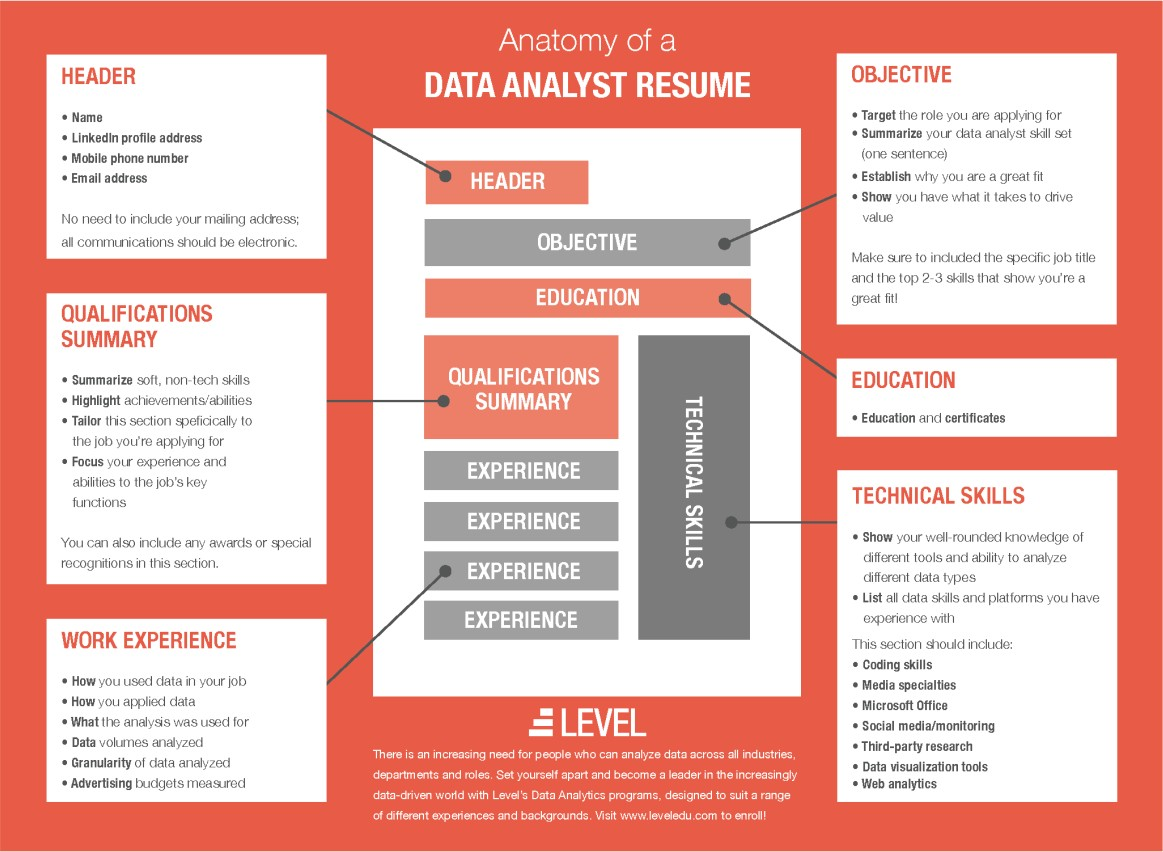 Anatomy of a
DATA ANALYST RESUME
HEADER
• Name
• LinkedIn profile address
• Mobile phone number
• Email address
No need to include your mailing address;
all communications should be electronic.
QUALIFICATIONS
SUMMARY
• Summarize soft, non-tech skills
• Highlight achievements/abilities
• Tailor this section speficically to
the job you're applying for
• Focus your experience and
abilities to the job's key
functions
You can also include any awards or special
recognitions in this section.
WORK EXPERIENCE
• How you used data in your job
• How you applied data
• What the analysis was used for
• Data volumes analyzed
• Granularity of data analyzed
• Advertising budgets measured
HEADER
OBJECTIVE
EDUCATION
QUALIFICATIONS
SUMMARY
EXPERIENCE
EXPERIENCE
EXPERIENCE
EXPERIENCE
TECHNICAL SKILLS
LEVEL
There is an increasing need for people who can analyze data across all industries,
departments and roles. Set yourself apart and become a leader in the increasingly
data-driven world with Level's Data Analytics programs, designed to suit a range
of different experiences and backgrounds. Visit www.leveledu.com to enroll!
OBJECTIVE
• Target the role you are applying for
• Summarize your data analyst skill set
(one sentence)
• Establish why you are a great fit
• Show you have what it takes to drive
value
Make sure to included the specific job title
and the top 2-3 skills that show you're a
great fit!
EDUCATION
• Education and certificates
TECHNICAL SKILLS
• Show your well-rounded knowledge of
different tools and ability to analyze
different data types
• List all data skills and platforms you have
experience with
This section should include:
• Coding skills
• Media specialties
• Microsoft Office
• Social media/monitoring
• Third-party research
• Data visualization tools
• Web analytics